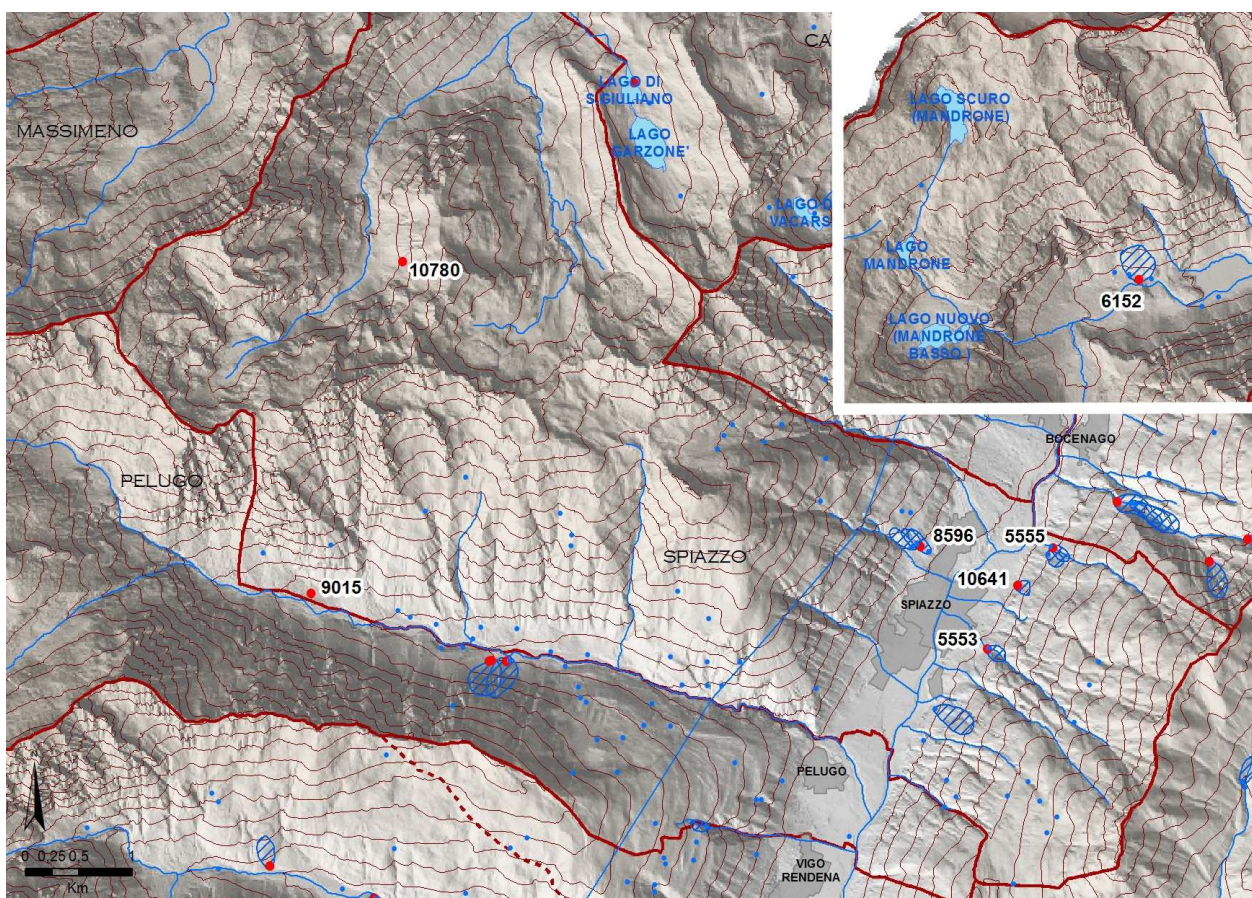 MASSIMENO
CA
LAGO DI
S.GIULIANO
LAGO
GARZONE'
LAGO D
VACARS
10780
LAGO SCURO
(MANDRONE)
LAGO
MANDRONE
LAGO NUOVO
(MANDRONE
BASSO )
6152
BOCENAGO
PELUGO
SPIAZZO
8596
5555
10641
9015
SPIAZZO
5553
PELUGO
VIGO
RENDENA
0 0,25 0,5 1
Km